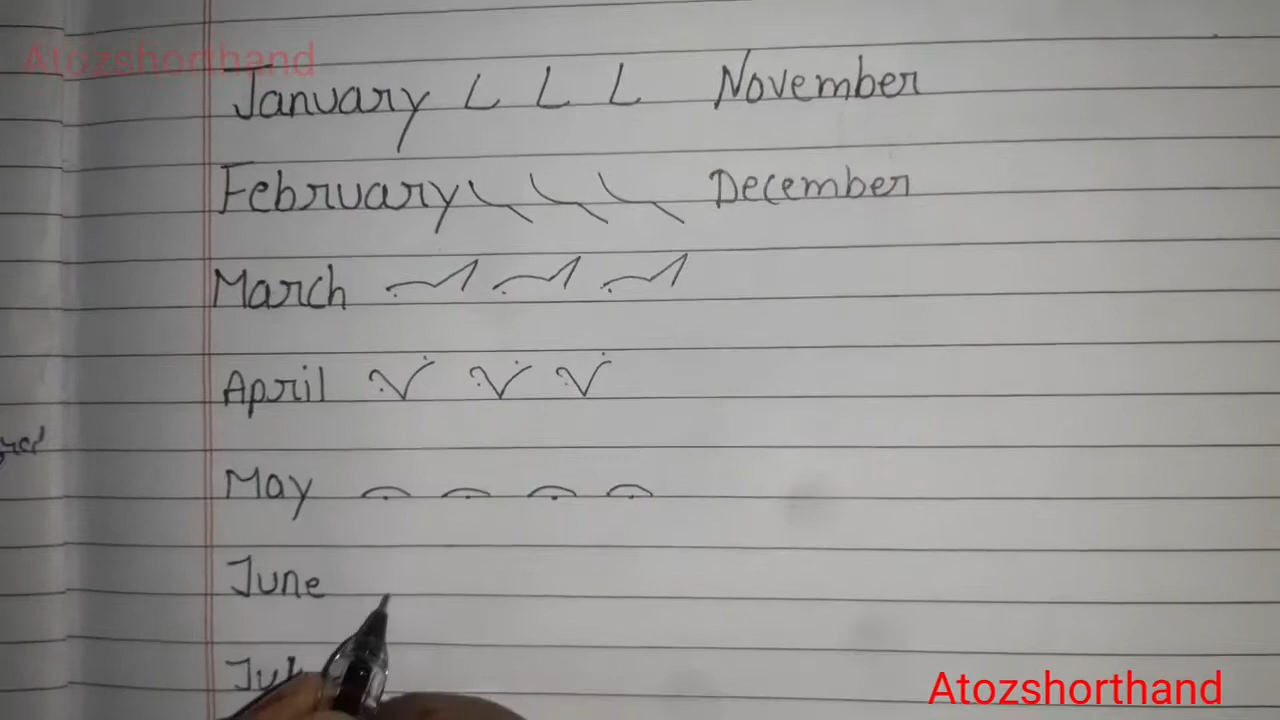 Atozshorthand
January November
February December
March
April
May
June
Atozshorthand